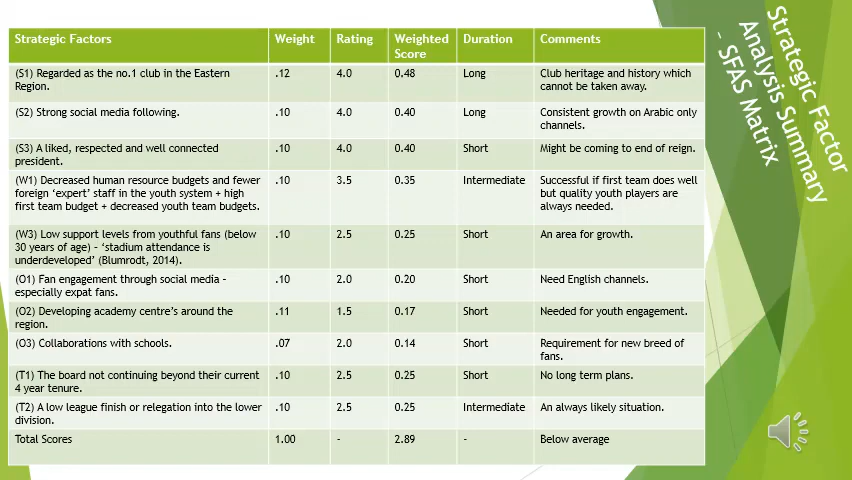 Strategic Factor
Analysis Summary
– SFAS Matrix
Strategic Factors Weight Rating Weighted Score Duration Comments
(S1) Regarded as the no.1 club in the Eastern
Region. .12 4.0 0.48 Long Club heritage and history which
cannot be taken away.
(S2) Strong social media following. .10 4.0 0.40 Long Consistent growth on Arabic only
channels.
(S3) A liked, respected and well connected
president. .10 4.0 0.40 Short Might be coming to end of reign.
(W1) Decreased human resource budgets and fewer
foreign ‘expert’ staff in the youth system + high
first team budget + decreased youth team budgets. .10 3.5 0.35 Intermediate Successful if first team does well
but quality youth players are
always needed.
(W3) Low support levels from youthful fans (below
30 years of age) – ‘stadium attendance is
underdeveloped’ (Blumrodt, 2014). .10 2.5 0.25 Short An area for growth.
(O1) Fan engagement through social media –
especially expat fans. .10 2.0 0.20 Short Need English channels.
(O2) Developing academy centre’s around the
region. .11 1.5 0.17 Short Needed for youth engagement.
(O3) Collaborations with schools. .07 2.0 0.14 Short Requirement for new breed of
fans.
(T1) The board not continuing beyond their current
4 year tenure. .10 2.5 0.25 Short No long term plans.
(T2) A low league finish or relegation into the lower
division. .10 2.5 0.25 Intermediate An always likely situation.
Total Scores 1.00 - 2.89 - Below average